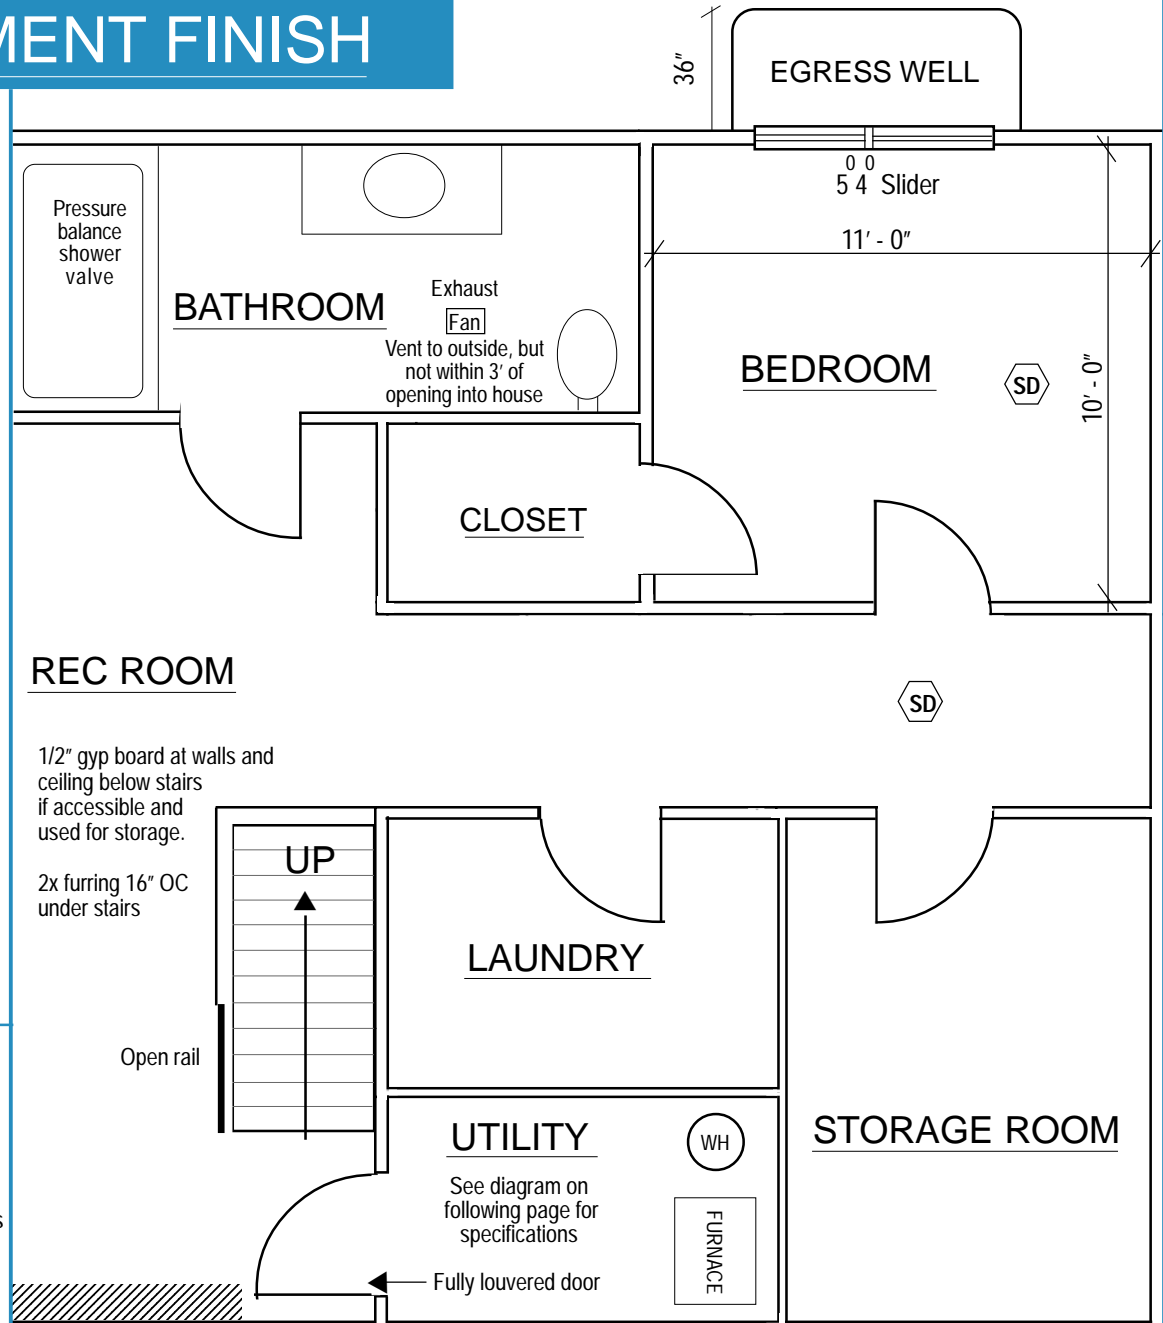 MENT FINISH
36"
EGRESS WELL
0 0
5 4 Slider
11' - 0"
Pressure
balance
shower
valve
BATHROOM
Exhaust
Fan
Vent to outside, but
not within 3' of
opening into house
BEDROOM
SD
10' - 0"
CLOSET
REC ROOM
SD
1/2" gyp board at walls and
ceiling below stairs
if accessible and
used for storage.
2x furring 16" OC
under stairs
UP
LAUNDRY
Open rail
UTILITY
WH
STORAGE ROOM
See diagram on
following page for
specifications
FURNACE
Fully louvered door
s